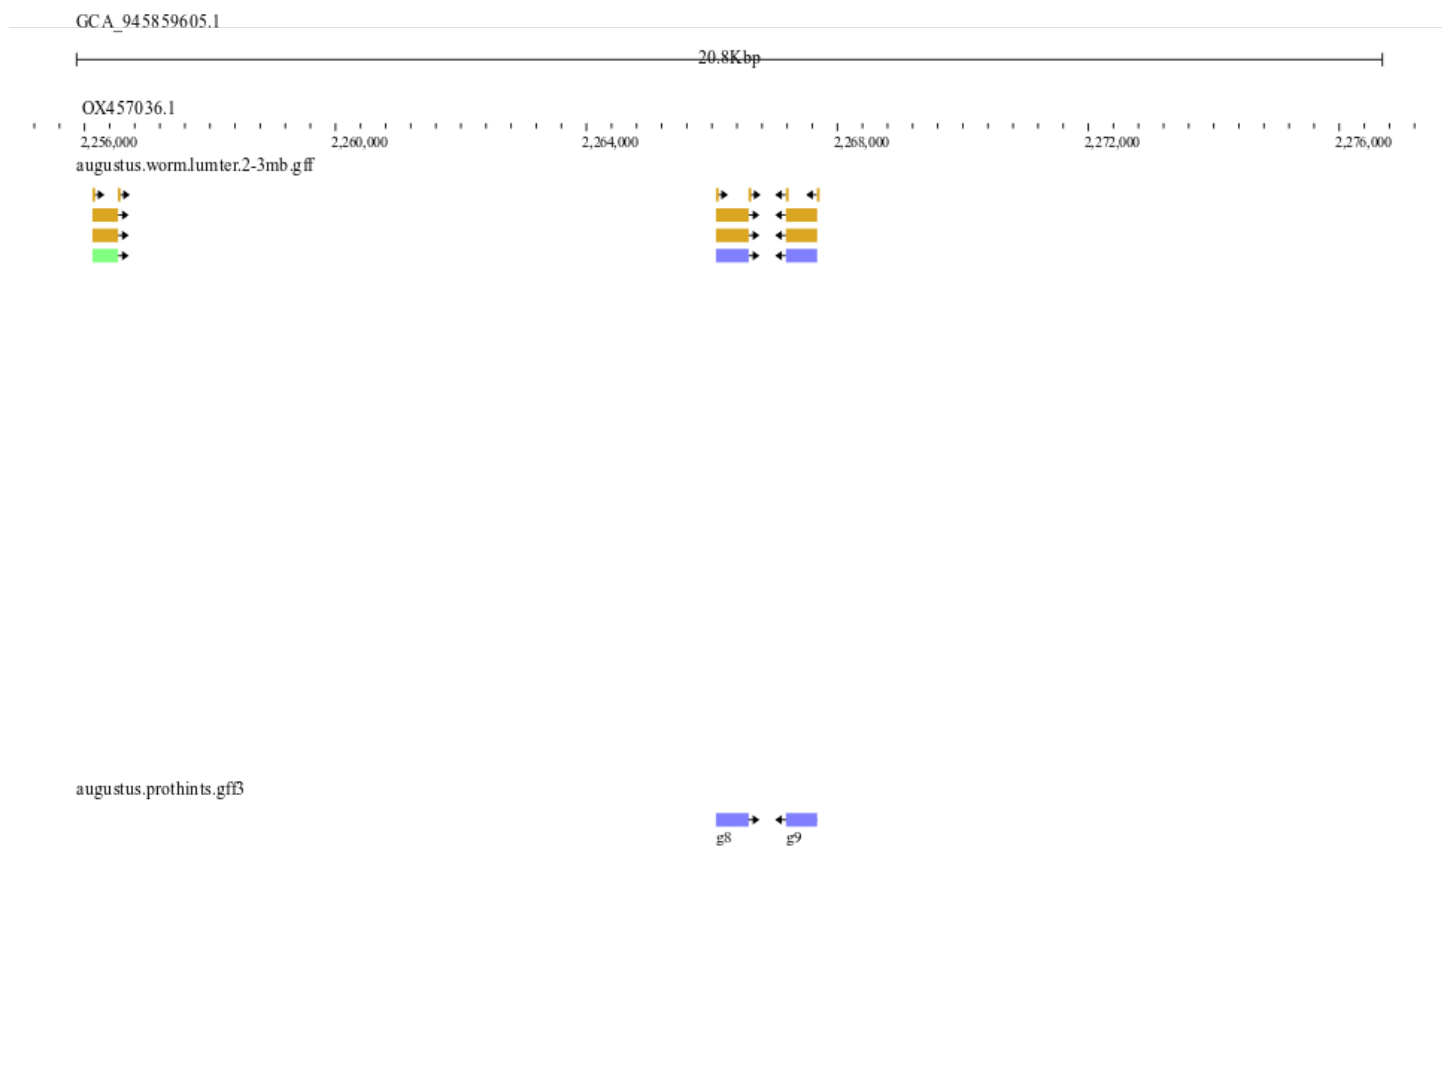 GCA_945859605.1
20.8Kbp
OX457036.1
2,256,000 2,260,000 2,264,000 2,268,000 2,272,000 2,276,000
augustus.worm.lumter.2-3mb.gff
augustus.prothints.gff3
g8 g9